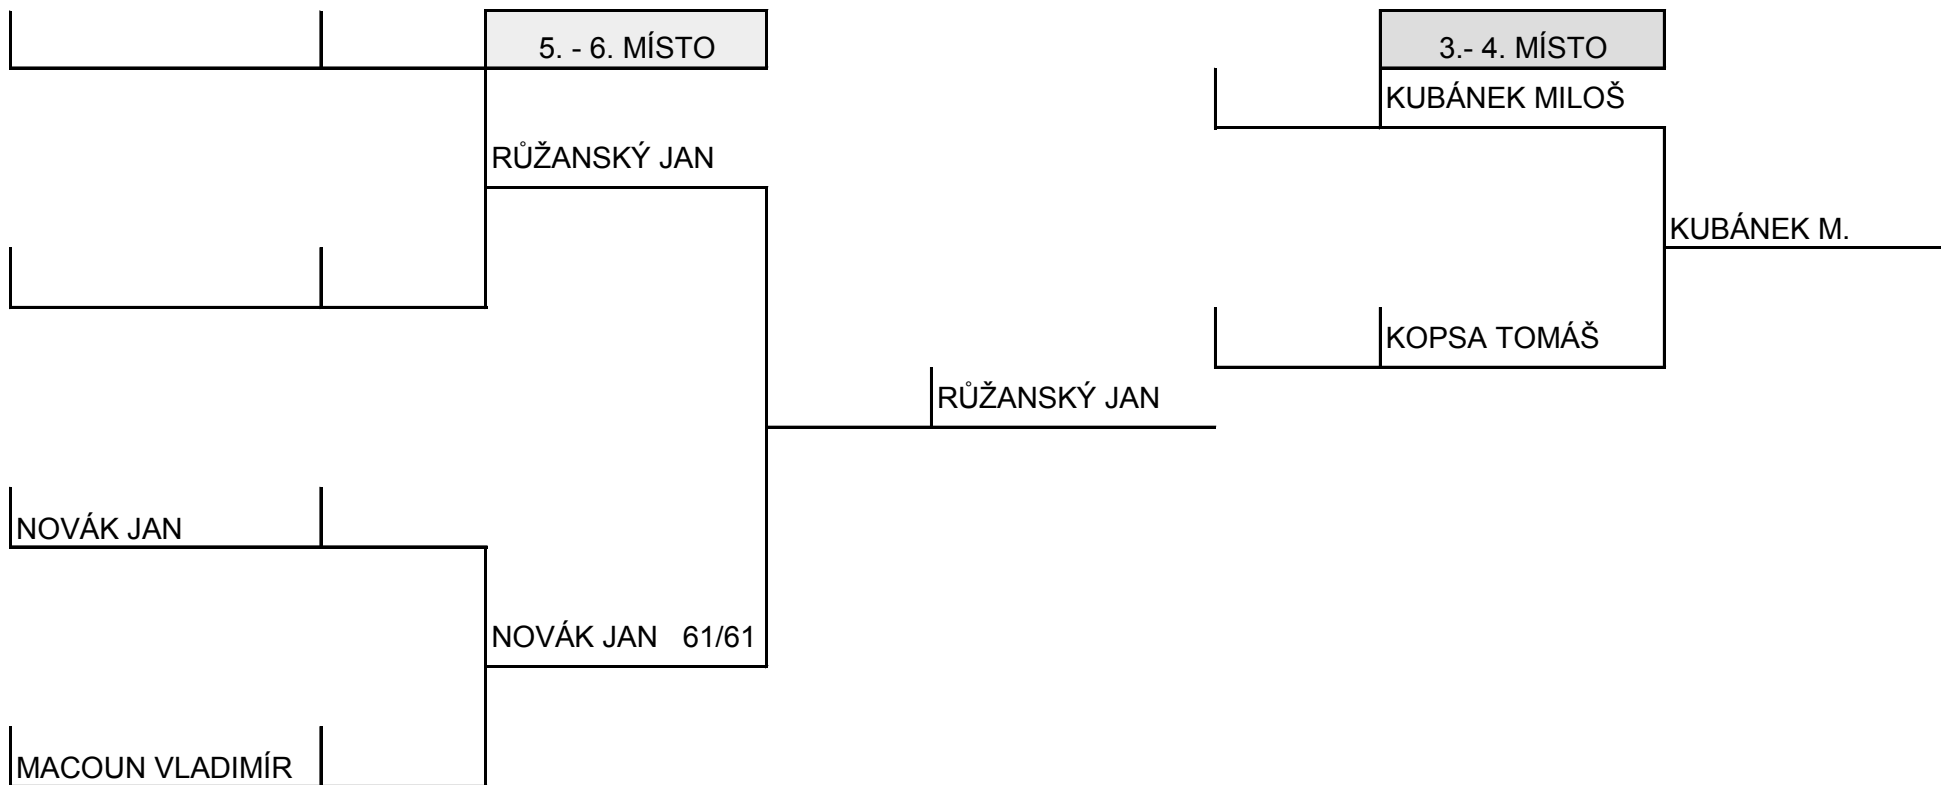 5. - 6. MÍSTO
3.- 4. MÍSTO
KUBÁNEK MILOŠ
RŮŽANSKÝ JAN
KUBÁNEK M.
KOPSA TOMÁŠ
RŮŽANSKÝ JAN
NOVÁK JAN
NOVÁK JAN 61/61
MACOUN VLADIMÍR